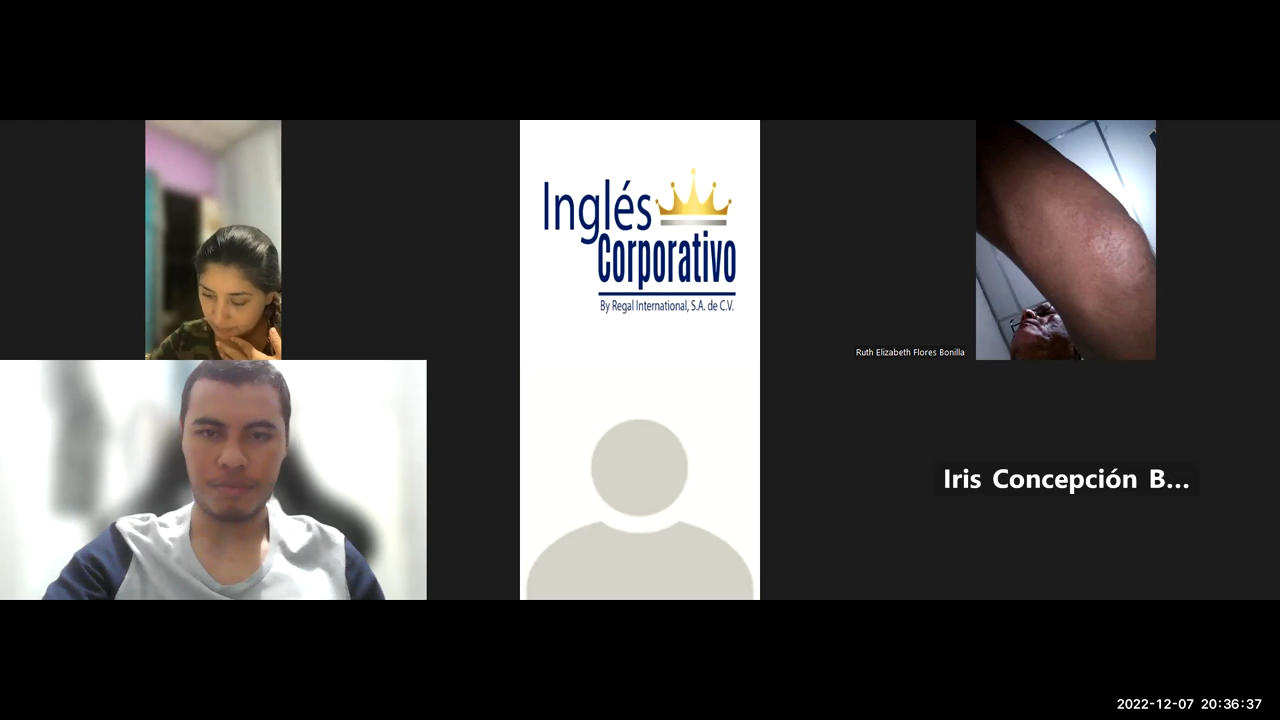 Inglés
Corporativo
By Regal International, S.A. de C.V.
Ruth Elizabeth Flores Bonilla
Iris Concepción B...
2022-12-07 20:36:37